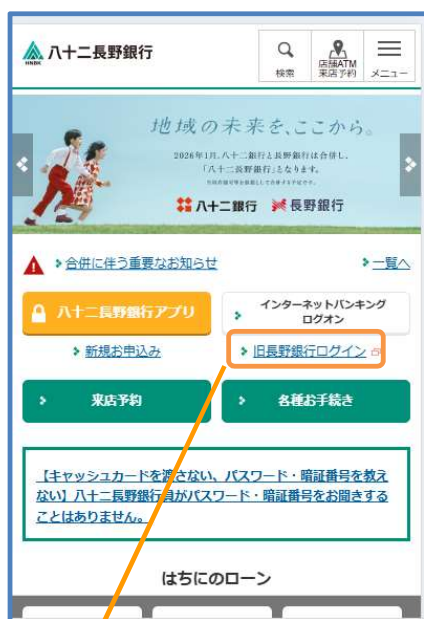 八十二長野銀行
HNBK
検索
店舗ATM
来店予約
メニュー
地域の未来を、ここから。
2026年1月、八十二銀行と長野銀行は合併し、
「八十二長野銀行」となります。
八十二銀行 長野銀行
合併に伴う重要なお知らせ
一覧へ
八十二長野銀行アプリ
インターネットバンキング
ログオン
新規お申込み
旧長野銀行ログイン
来店予約
各種お手続き
【キャッシュカードを渡さない、パスワード・暗証番号を教え
ない】八十二長野銀行員がパスワード・暗証番号をお聞きする
ことはありません。
はちにのローン